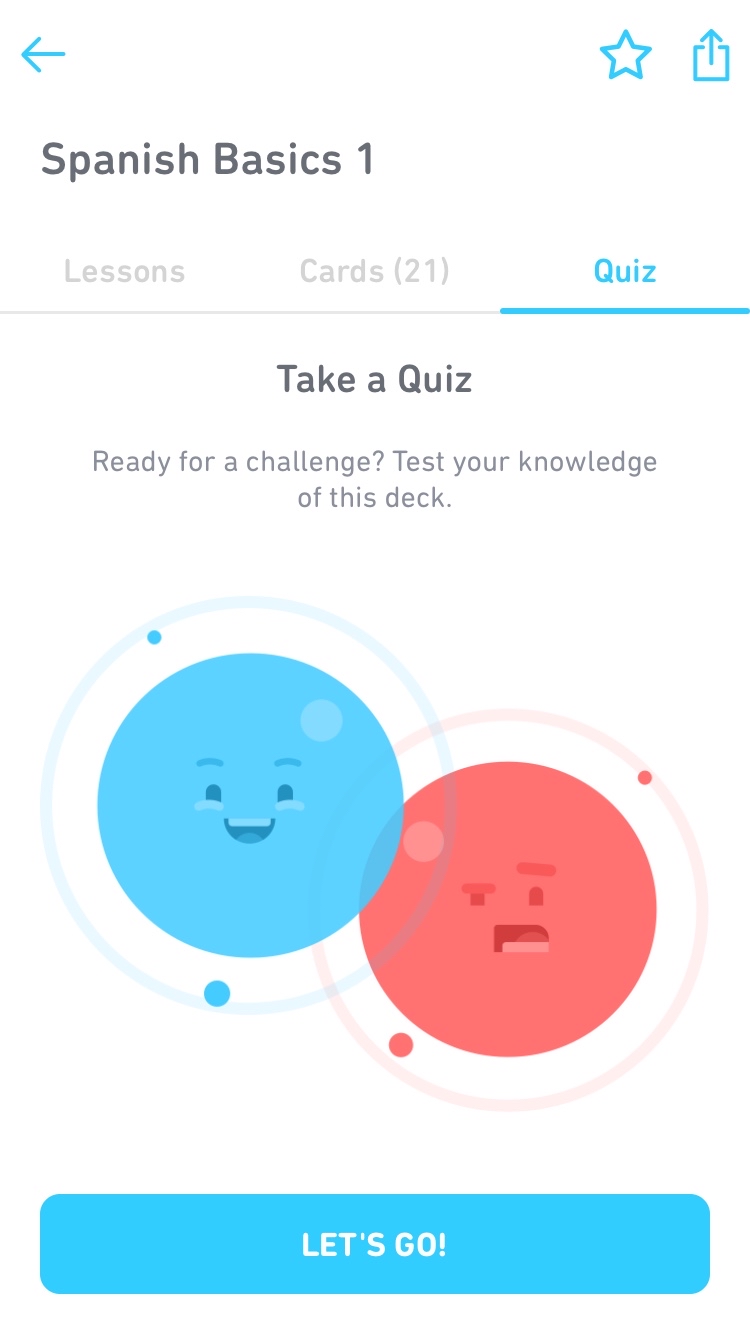 Spanish Basics 1
Lessons
Cards (21)
Quiz
Take a Quiz
Ready for a challenge? Test your knowledge
of this deck.
LET'S GO!